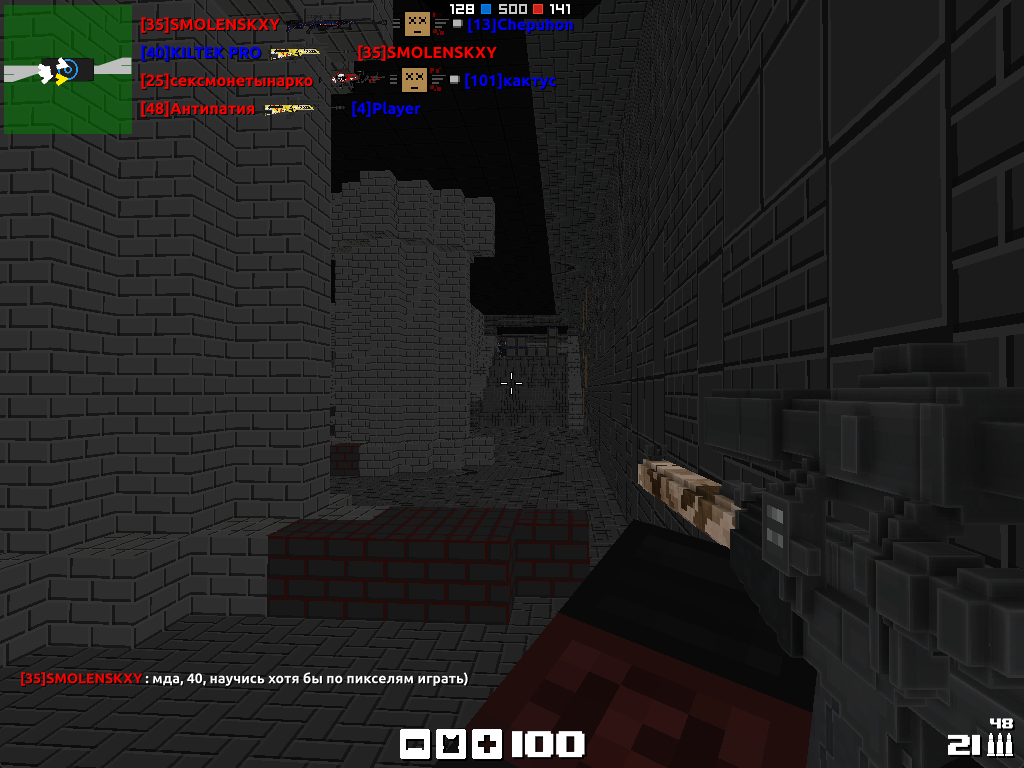 128 500 141
[35]SMOLENSKXY [13]Chepuhon
[40]KILTEK PRO [35]SMOLENSKXY
[25]сексмонетынарко [101]кактус
[48]Антипатия [4]Player
[35]SMOLENSKXY : мда, 40, научись хотя бы по пикселям играть)
100
48
21